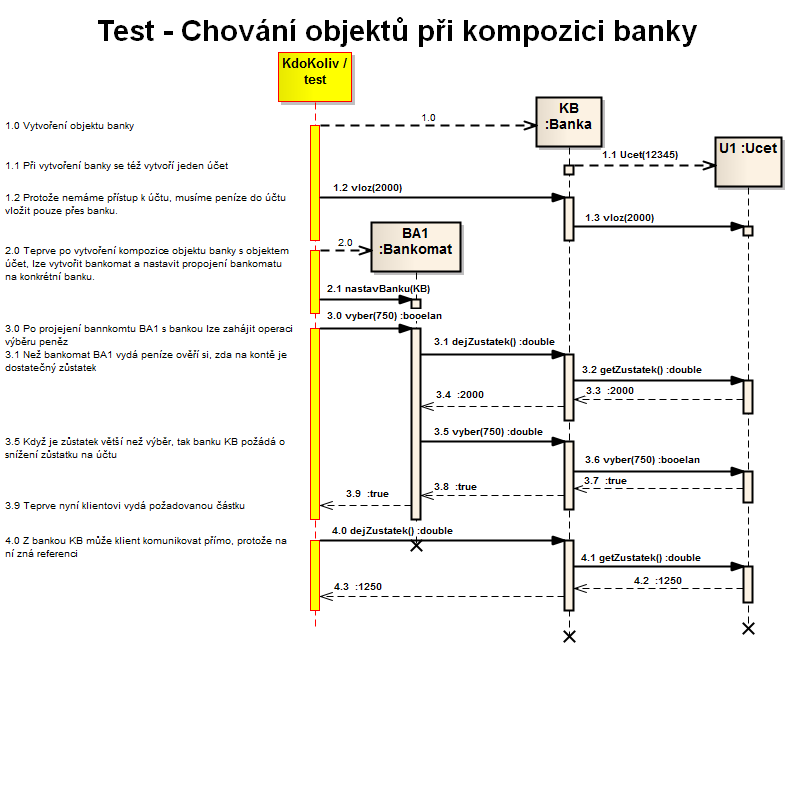 Test - Chování objektů při kompozici banky
KdoKoliv /
test
KB
:Banka
1.0 Vytvoření objektu banky
1.0
U1 :Ucet
1.1 Při vytvoření banky se též vytvoří jeden účet
1.1 Ucet(12345)
1.2 Protože nemáme přístup k účtu, musíme peníze do účtu
vložit pouze přes banku.
1.2 vloz(2000)
1.3 vloz(2000)
BA1
:Bankomat
2.0 Teprve po vytvoření kompozice objektu banky s objektem
účet, lze vytvořit bankomat a nastavit propojení bankomatu
na konkrétní banku.
2.0
2.1 nastavBanku(KB)
3.0 vyber(750) :booelan
3.0 Po projejení bannkomtu BA1 s bankou lze zahájit operaci
výběru peněz
3.1 Než bankomat BA1 vydá peníze ověří si, zda na kontě je
dostatečný zůstatek
3.1 dejZustatek() :double
3.2 getZustatek() :double
3.3 :2000
3.4 :2000
3.5 Když je zůstatek větší než výběr, tak banku KB požádá o
snížení zůstatku na účtu
3.5 vyber(750) :double
3.6 vyber(750) :booelan
3.7 :true
3.8 :true
3.9 :true
3.9 Teprve nyní klientovi vydá požadovanou částku
4.0 Z bankou KB může klient komunikovat přímo, protože na
ní zná referenci
4.0 dejZustatek() :double
4.1 getZustatek() :double
4.2 :1250
4.3 :1250